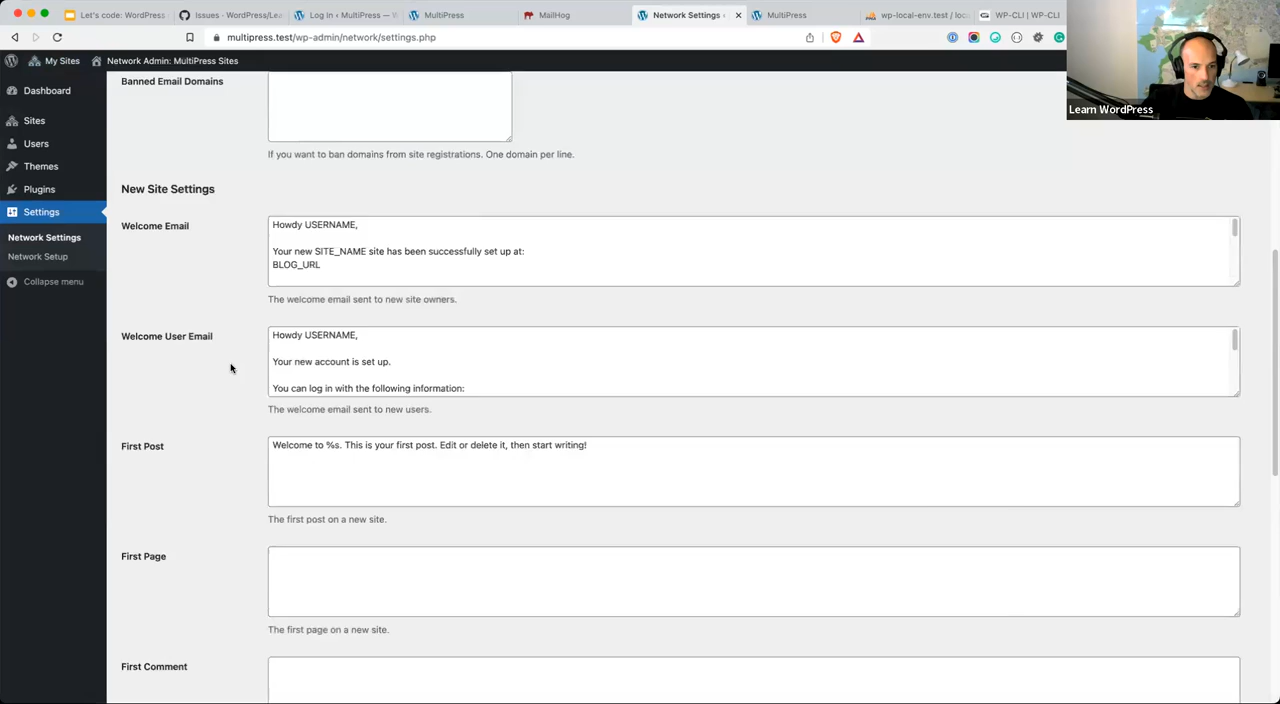 Let's code: WordPress
Issues · WordPress/Lea
Log In ‹ MultiPress — W
MultiPress
MailHog
Network Settings ‹
MultiPress
wp-local-env.test / loca
WP-CLI | WP-CLI
multipress.test/wp-admin/network/settings.php
My Sites
Network Admin: MultiPress Sites
Learn WordPress
Dashboard
Sites
Users
Themes
Plugins
Settings
Network Settings
Network Setup
Collapse menu
Banned Email Domains
If you want to ban domains from site registrations. One domain per line.
New Site Settings
Welcome Email
Howdy USERNAME,
Your new SITE_NAME site has been successfully set up at:
BLOG_URL
The welcome email sent to new site owners.
Welcome User Email
Howdy USERNAME,
Your new account is set up.
You can log in with the following information:
The welcome email sent to new users.
First Post
Welcome to %s. This is your first post. Edit or delete it, then start writing!
The first post on a new site.
First Page
The first page on a new site.
First Comment